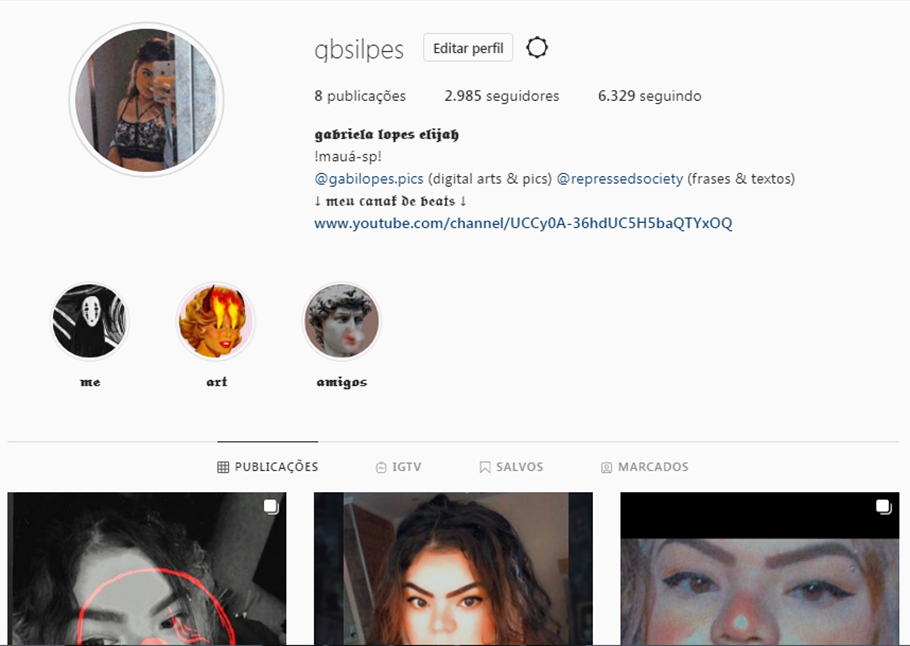 qbsilpes Editar perfil
8 publicações 2.985 seguidores 6.329 seguindo
𝖌𝖆𝖇𝖗𝖎𝖊𝖑𝖆 𝖑𝖔𝖕𝖊𝖘 𝖊𝖑𝖎𝖏𝖆𝖍
!mauá-sp!
@gabilopes.pics (digital arts & pics) @repressedsociety (frases & textos)
↓ 𝔪𝔢𝔲 𝔠𝔞𝔫𝔞𝔩 𝔡𝔢 𝔟𝔢𝔞𝔱𝔰 ↓
www.youtube.com/channel/UCCy0A-36hdUC5H5baQTYxOQ
𝖒𝖊 𝖆𝖗𝖙 𝖆𝖒𝖎𝖌𝖔𝖘
PUBLICAÇÕES IGTV SALVOS MARCADOS